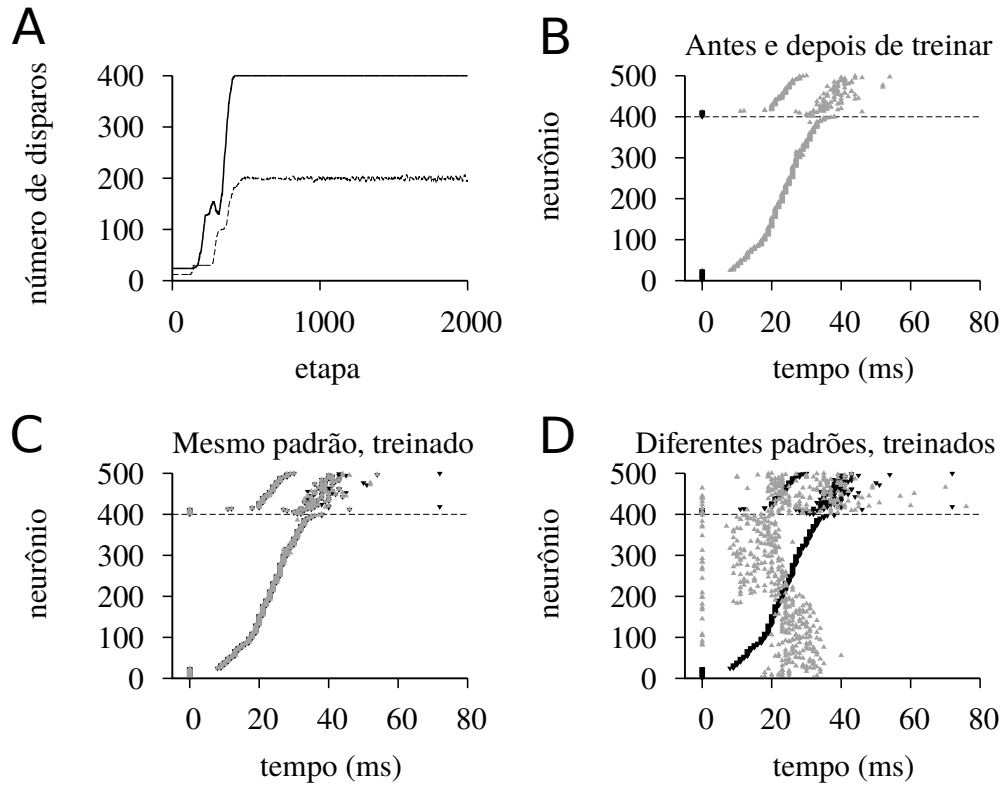 A
número de disparos
400
300
200
100
0
0
1000
2000
etapa
B
Antes e depois de treinar
neurônio
500
400
300
200
100
0
0
20
40
60
80
tempo (ms)
C
Mesmo padrão, treinado
neurônio
500
400
300
200
100
0
0
20
40
60
80
tempo (ms)
D
Diferentes padrões, treinados
neurônio
500
400
300
200
100
0
0
20
40
60
80
tempo (ms)